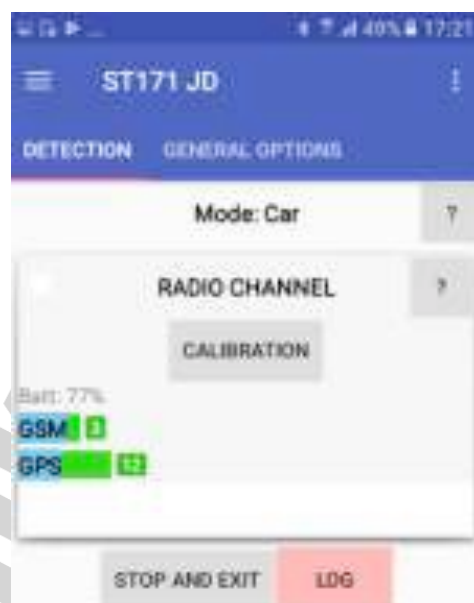 40% 17:21
ST171 JD
DETECTION GENERAL OPTIONS
Mode: Car ?
RADIO CHANNEL ?
CALIBRATION
Batt: 77%
GSM 3
GPS 12
STOP AND EXIT LOG